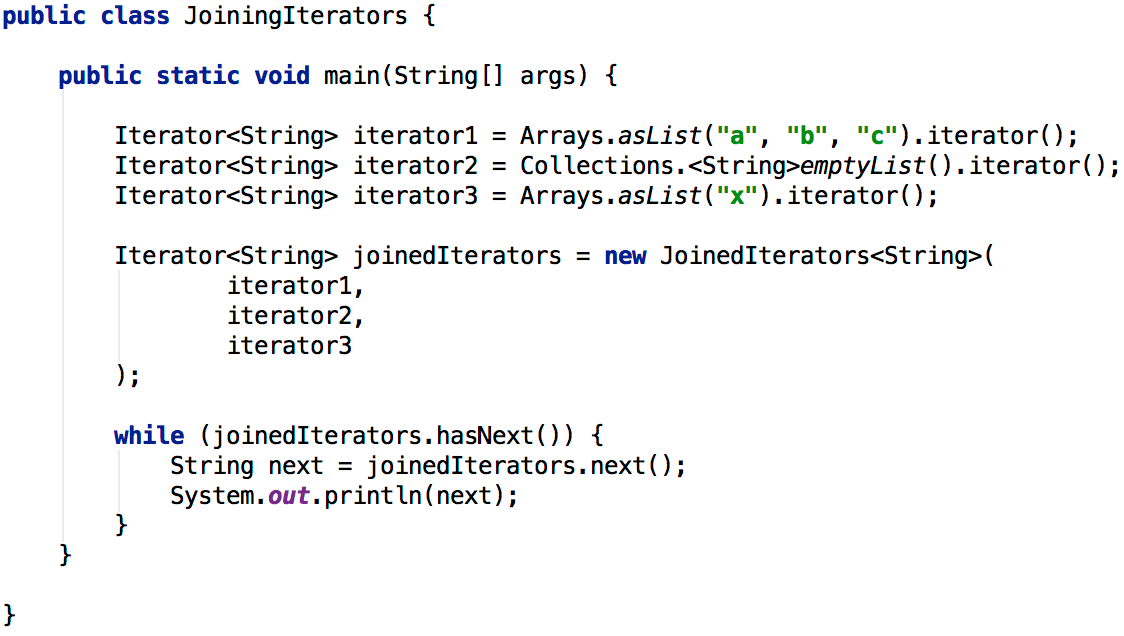 public class JoiningIterators {
public static void main(String[] args) {
Iterator<String> iterator1 = Arrays.asList("a", "b", "c").iterator();
Iterator<String> iterator2 = Collections.<String>emptyList().iterator();
Iterator<String> iterator3 = Arrays.asList("x").iterator();
Iterator<String> joinedIterators = new JoinedIterators<String>(
iterator1,
iterator2,
iterator3
);
while (joinedIterators.hasNext()) {
String next = joinedIterators.next();
System.out.println(next);
}
}
}